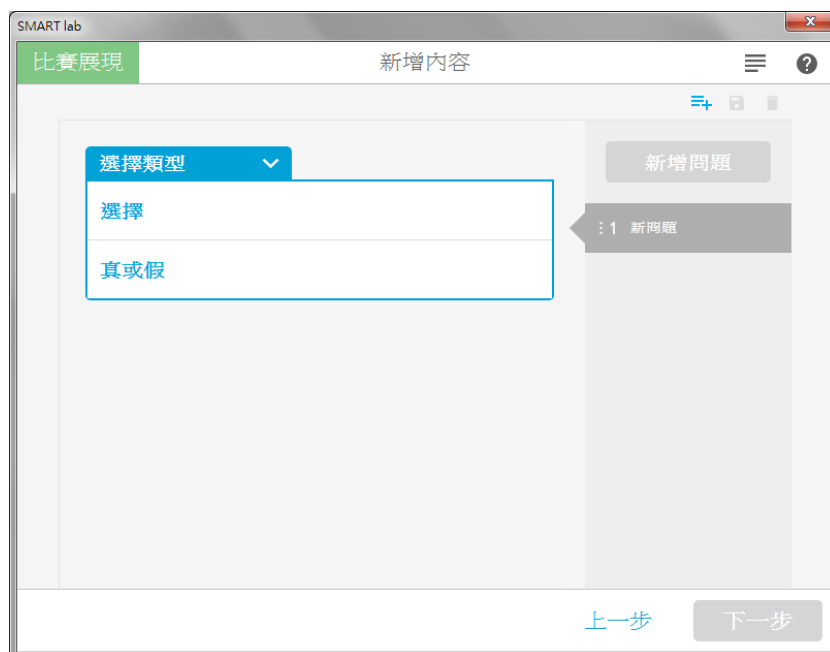 SMART lab
比賽展現
新增內容
選擇類型
選擇
真或假
新增問題
1 新問題
上一步
下一步